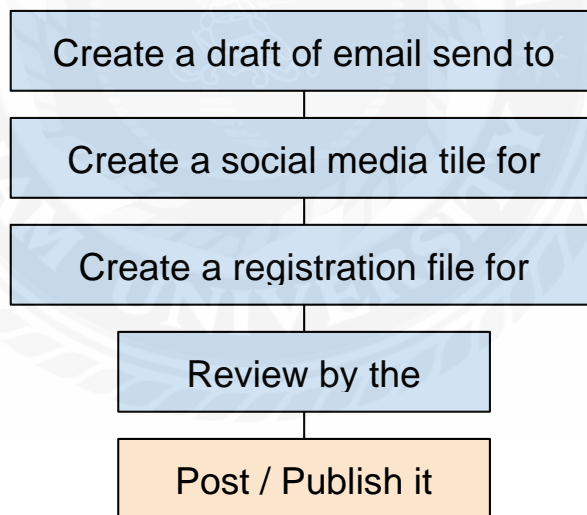 Create a draft of email send to
Create a social media tile for
Create a registration file for
Review by the
Post / Publish it
UNIVERSITY